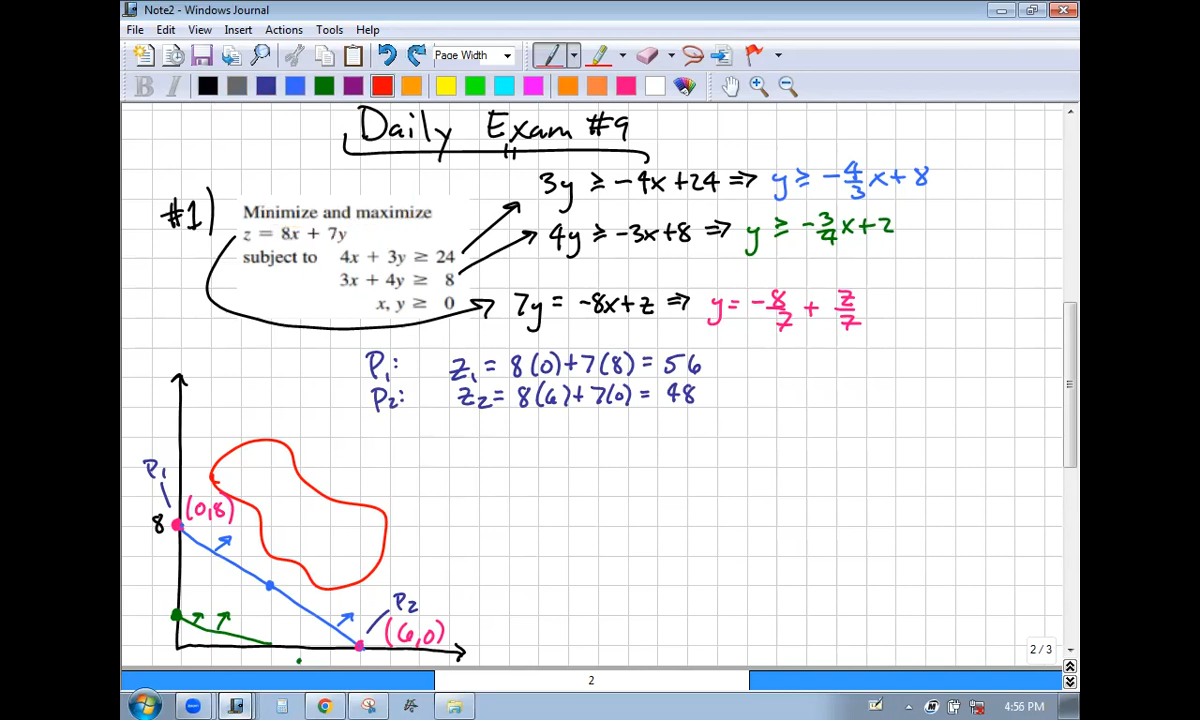 Note2 - Windows Journal
File Edit View Insert Actions Tools Help
Page Width
B I
Daily Exam #9
#1)
Minimize and maximize
z = 8x + 7y
subject to 4x + 3y ≥ 24
3x + 4y ≥ 8
x, y ≥ 0
3y ≥ -4x +24 ⇒ y ≥ -4/3 x + 8
4y ≥ -3x +8 ⇒ y ≥ -3/4 x + 2
7y = -8x + z ⇒ y = -8/7 + z/7
P1: z1 = 8(0)+7(8) = 56
P2: z2 = 8(6)+7(0) = 48
P1
(0,8)
8
P2
(6,0)
2 / 3
2
4:56 PM